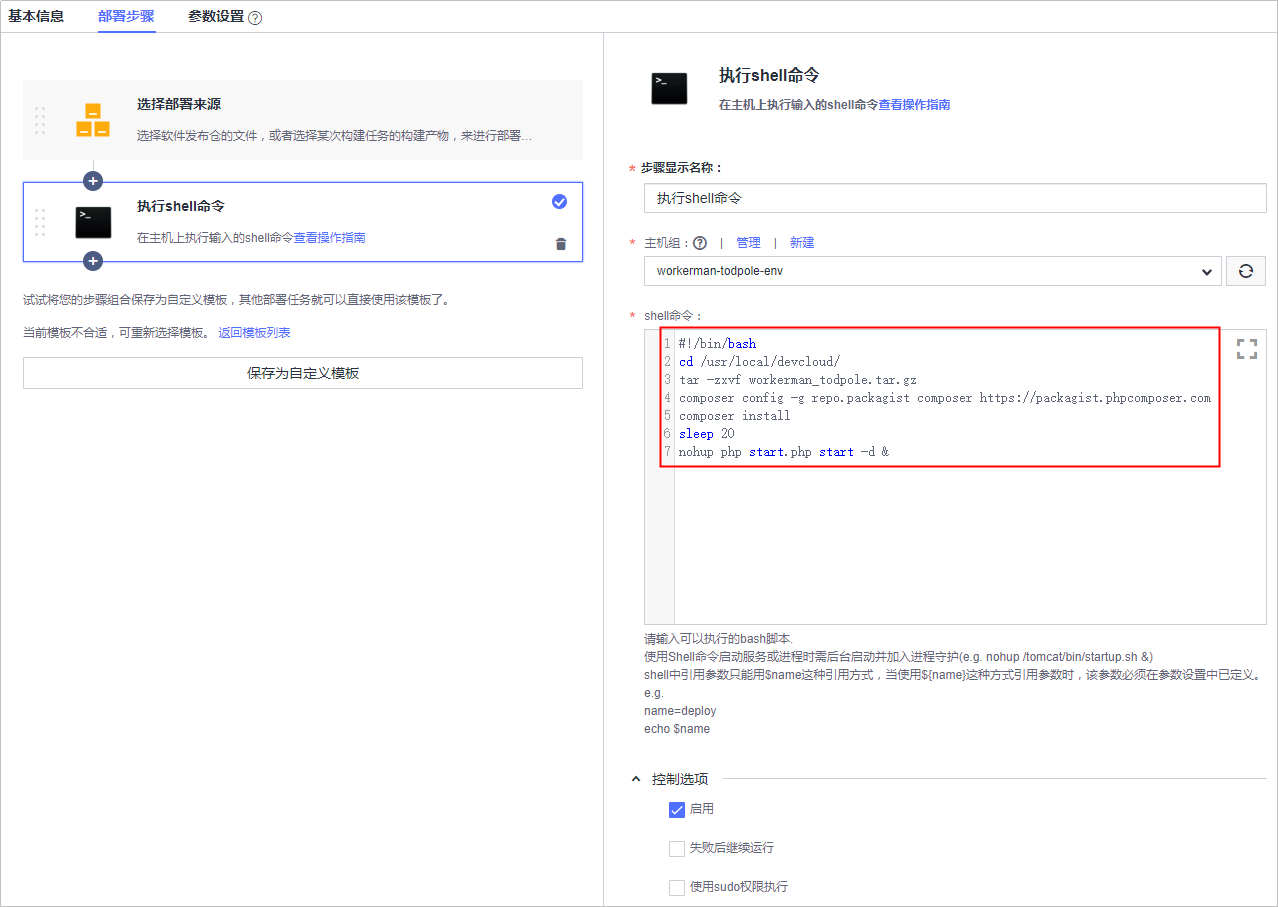 基本信息
部署步骤
参数设置 ?
选择部署来源
选择软件发布仓的文件，或者选择某次构建任务的构建产物，来进行部署...
执行shell命令
在主机上执行输入的shell命令查看操作指南
试试将您的步骤组合保存为自定义模板，其他部署任务就可以直接使用该模板了。
当前模板不合适，可重新选择模板。 返回模板列表
保存为自定义模板
执行shell命令
在主机上执行输入的shell命令查看操作指南
* 步骤显示名称：
执行shell命令
* 主机组：? | 管理 | 新建
workerman-todpole-env
* shell命令：
1 #!/bin/bash
2 cd /usr/local/devcloud/
3 tar -zxvf workerman_todpole.tar.gz
4 composer config -g repo.packagist composer https://packagist.phpcomposer.com
5 composer install
6 sleep 20
7 nohup php start.php start -d &
请输入可以执行的bash脚本.
使用Shell命令启动服务或进程时需后台启动并加入进程守护(e.g. nohup /tomcat/bin/startup.sh &)
shell中引用参数只能用$name这种引用方式，当使用${name}这种方式引用参数时，该参数必须在参数设置中已定义。
e.g.
name=deploy
echo $name
控制选项
启用
失败后继续运行
使用sudo权限执行